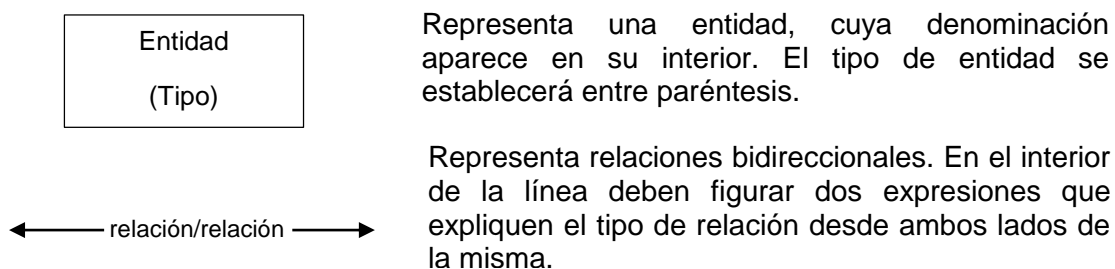 Entidad
(Tipo)
Representa una entidad, cuya denominación
aparece en su interior. El tipo de entidad se
establecerá entre paréntesis.
relación/relación
Representa relaciones bidireccionales. En el interior
de la línea deben figurar dos expresiones que
expliquen el tipo de relación desde ambos lados de
la misma.